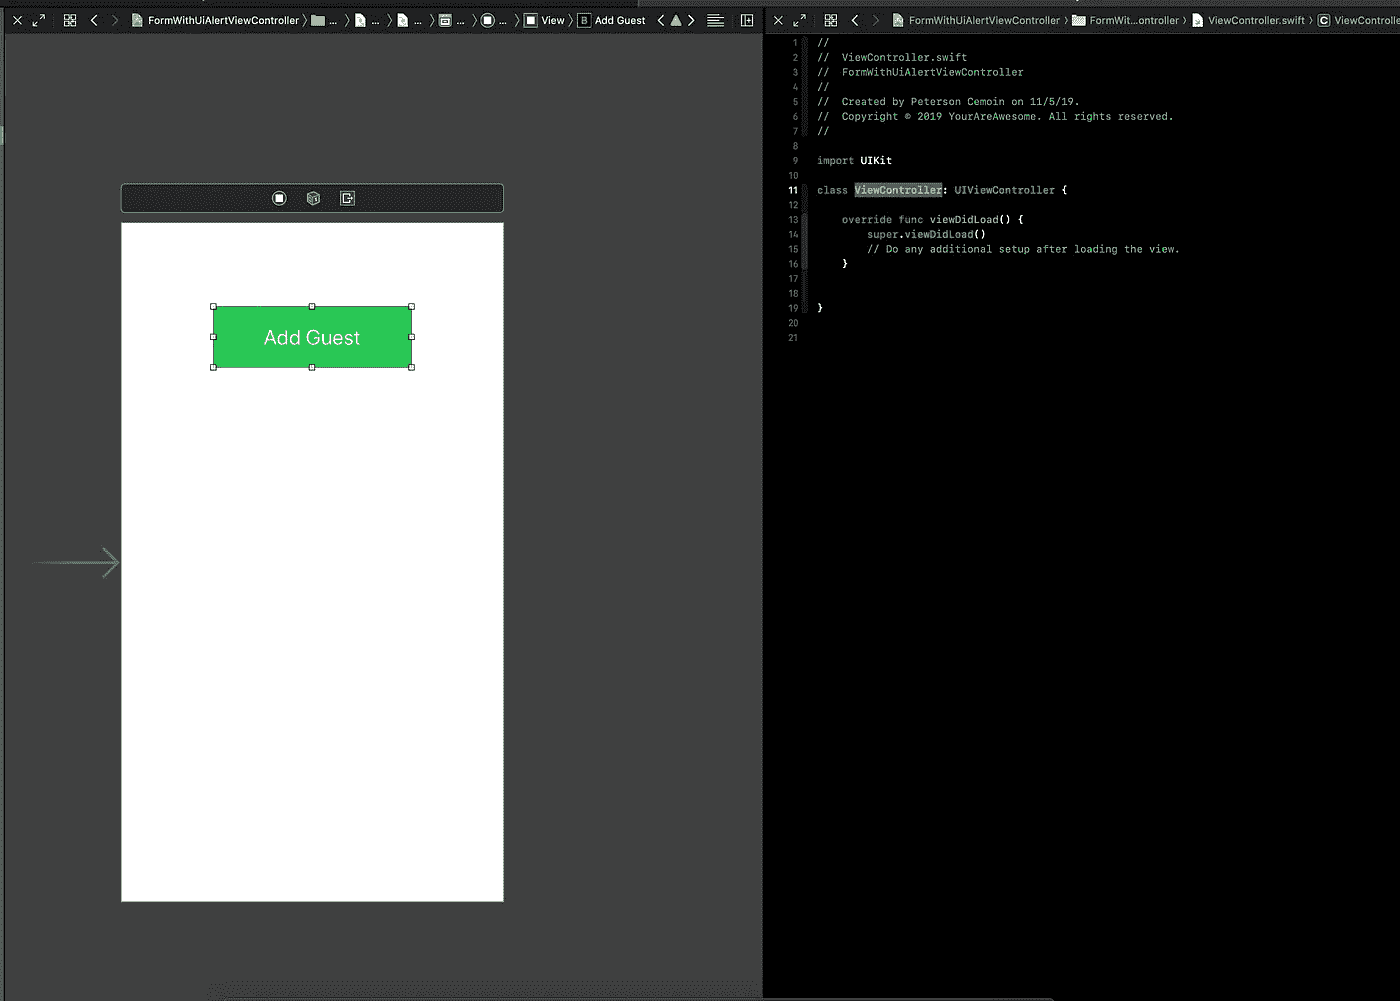 FormWithUiAlertViewController › ... › ... › ... › ... › ... › View › B Add Guest
FormWithUiAlertViewController › FormWit...ontroller › ViewController.swift › C ViewControlle
Add Guest
1 //
2 //  ViewController.swift
3 //  FormWithUiAlertViewController
4 //
5 //  Created by Peterson Cemoin on 11/5/19.
6 //  Copyright © 2019 YourAreAwesome. All rights reserved.
7 //
8
9 import UIKit
10
11 class ViewController: UIViewController {
12
13     override func viewDidLoad() {
14         super.viewDidLoad()
15         // Do any additional setup after loading the view.
16     }
17
18
19 }
20
21